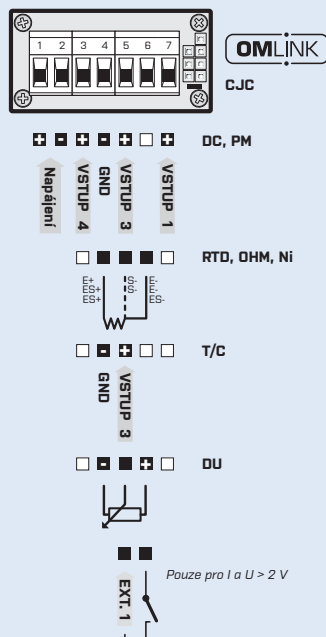 1 2 3 4 5 6 7
OMLINK
CJC
+ - + - + +
DC, PM
Napájení
VSTUP 4
GND
VSTUP 3
VSTUP 1
RTD, OHM, Ni
E+ S- E-
ES+ S- E-
ES+ ES-
- +
T/C
GND
VSTUP 3
- +
DU
EXT. 1
Pouze pro I a U > 2 V